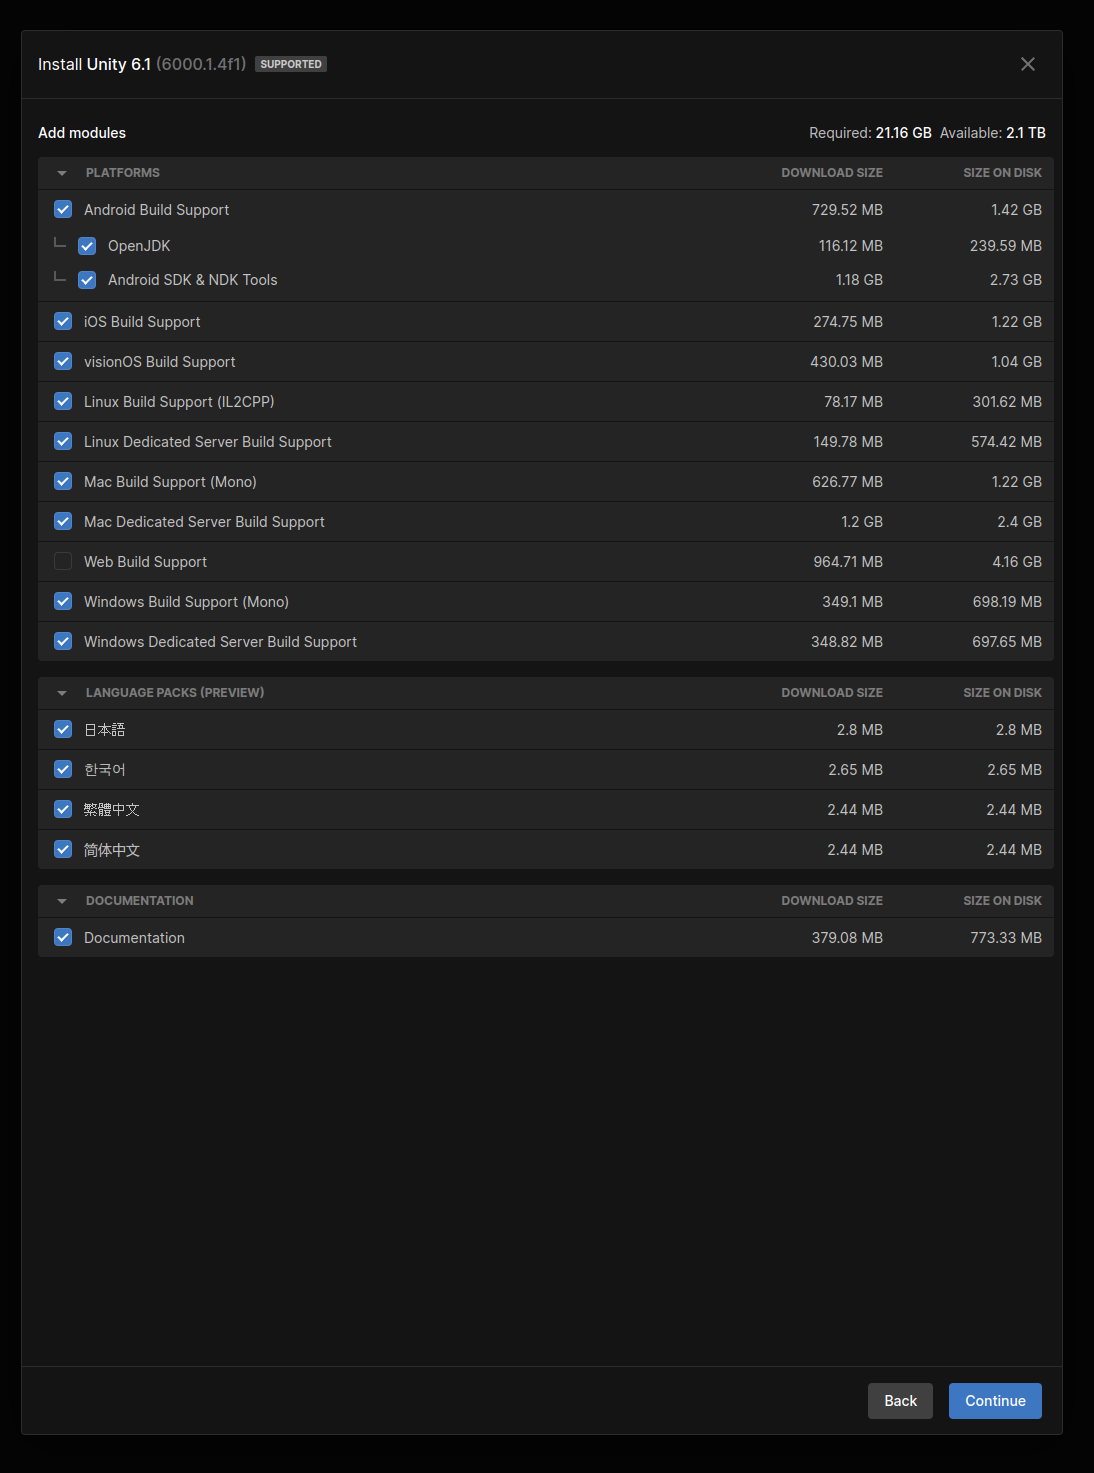 Install Unity 6.1 (6000.1.4f1) SUPPORTED
Add modules Required: 21.16 GB Available: 2.1 TB
PLATFORMS DOWNLOAD SIZE SIZE ON DISK
Android Build Support 729.52 MB 1.42 GB
OpenJDK 116.12 MB 239.59 MB
Android SDK & NDK Tools 1.18 GB 2.73 GB
iOS Build Support 274.75 MB 1.22 GB
visionOS Build Support 430.03 MB 1.04 GB
Linux Build Support (IL2CPP) 78.17 MB 301.62 MB
Linux Dedicated Server Build Support 149.78 MB 574.42 MB
Mac Build Support (Mono) 626.77 MB 1.22 GB
Mac Dedicated Server Build Support 1.2 GB 2.4 GB
Web Build Support 964.71 MB 4.16 GB
Windows Build Support (Mono) 349.1 MB 698.19 MB
Windows Dedicated Server Build Support 348.82 MB 697.65 MB
LANGUAGE PACKS (PREVIEW) DOWNLOAD SIZE SIZE ON DISK
日本語 2.8 MB 2.8 MB
한국어 2.65 MB 2.65 MB
繁體中文 2.44 MB 2.44 MB
简体中文 2.44 MB 2.44 MB
DOCUMENTATION DOWNLOAD SIZE SIZE ON DISK
Documentation 379.08 MB 773.33 MB
Back Continue